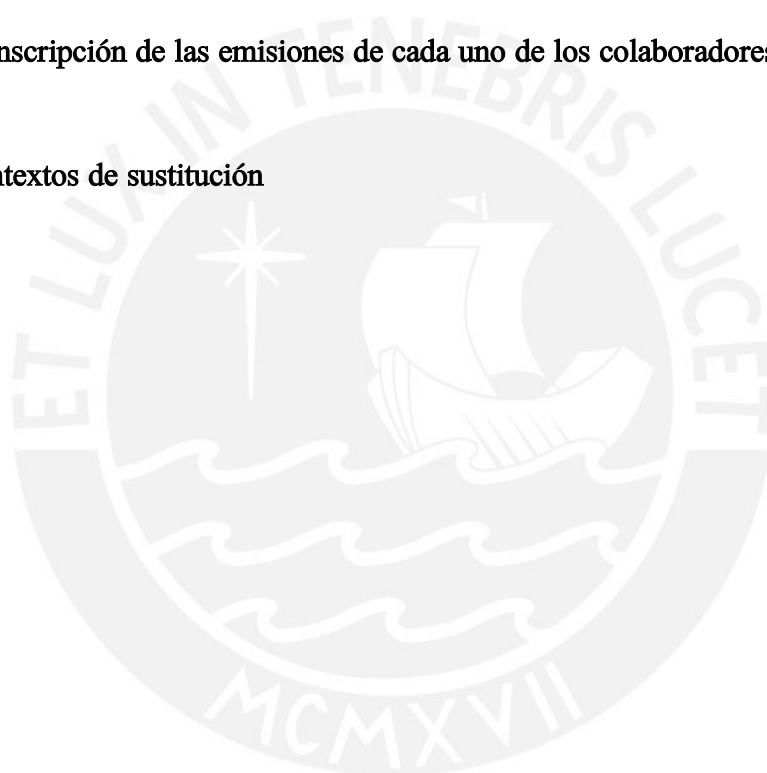 nscripción de las emisiones de cada uno de los colaboradores
ntextos de sustitución
ET LUX IN TENEBRIS LUCET
MCMXVII